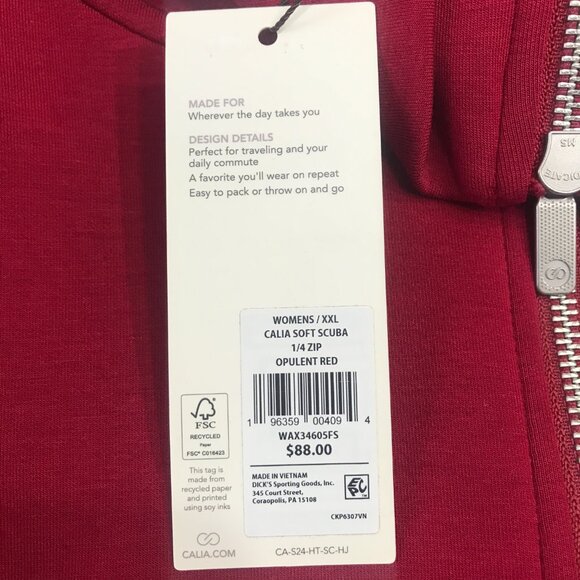 MADE FOR
Wherever the day takes you
DESIGN DETAILS
Perfect for traveling and your
daily commute
A favorite you'll wear on repeat
Easy to pack or throw on and go
WOMENS / XXL
CALIA SOFT SCUBA
1/4 ZIP
OPULENT RED
1 96359 00409 4
WAX34605FS
$88.00
MADE IN VIETNAM
DICK'S Sporting Goods, Inc.
345 Court Street,
Coraopolis, PA 15108
CKP6307VN
FSC
RECYCLED
Paper
FSC® C016423
This tag is
made from
recycled paper
and printed
using soy inks
CALIA.COM
CA-S24-HT-SC-HJ